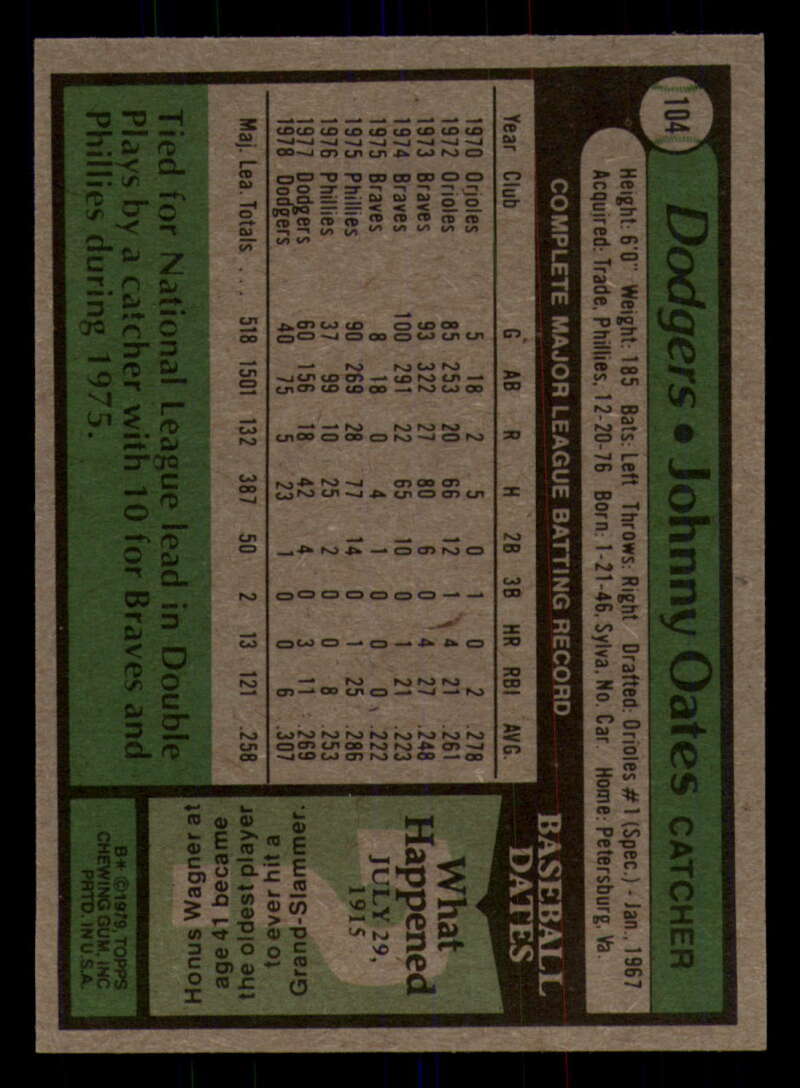 104
Dodgers • Johnny Oates CATCHER
Height: 6'0" Weight: 185 Bats: Left Throws: Right Drafted: Orioles #1 (Spec.) - Jan., 1967
Acquired: Trade, Phillies, 12-20-76 Born: 1-21-46, Sylva, No. Car. Home: Petersburg, Va.
COMPLETE MAJOR LEAGUE BATTING RECORD
Year Club G AB R H 2B 3B HR RBI AVG.
1970 Orioles 5 18 2 5 0 1 0 2 .278
1972 Orioles 85 253 20 66 12 1 4 21 .261
1973 Braves 93 322 27 80 6 0 4 27 .248
1974 Braves 100 291 22 65 10 0 1 21 .223
1975 Braves 8 18 0 4 1 0 0 0 .222
1975 Phillies 90 269 28 77 14 0 1 25 .286
1976 Phillies 37 99 10 25 2 0 0 8 .253
1977 Dodgers 60 156 18 42 4 0 3 11 .269
1978 Dodgers 40 75 5 23 1 0 0 6 .307
Maj. Lea. Totals . . . 518 1501 132 387 50 2 13 121 .258
Tied for National League lead in Double
Plays by a catcher with 10 for Braves and
Phillies during 1975.
BASEBALL
DATES
What
Happened
JULY 29,
1915
Honus Wagner at
age 41 became
the oldest player
to ever hit a
Grand-Slammer.
B* © 1979, TOPPS
CHEWING GUM, INC
PRTD. IN U.S.A.